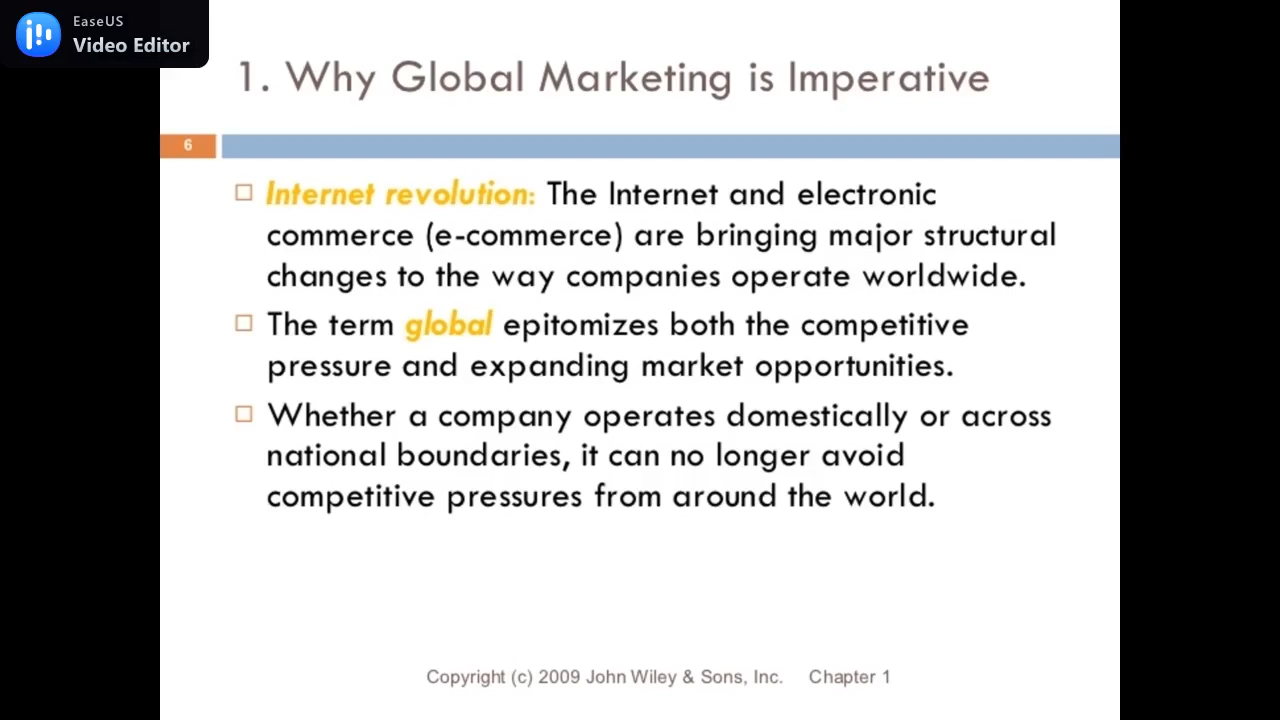 EaseUS
Video Editor
1. Why Global Marketing is Imperative
6
Internet revolution: The Internet and electronic
commerce (e-commerce) are bringing major structural
changes to the way companies operate worldwide.
The term global epitomizes both the competitive
pressure and expanding market opportunities.
Whether a company operates domestically or across
national boundaries, it can no longer avoid
competitive pressures from around the world.
Copyright (c) 2009 John Wiley & Sons, Inc. Chapter 1